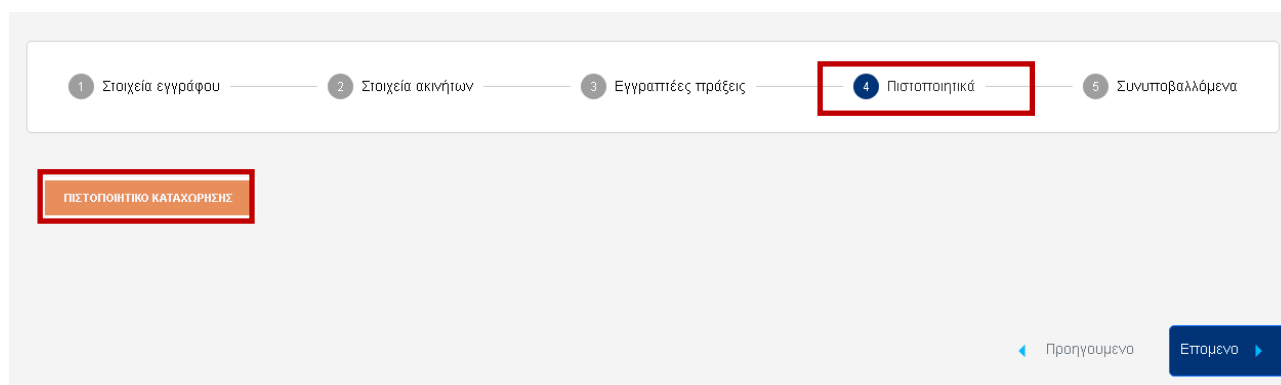 1 Στοιχεία εγγράφου 2 Στοιχεία ακινήτων 3 Εγγραπτέες πράξεις 4 Πιστοποιητικά 5 Συνυποβαλλόμενα
ΠΙΣΤΟΠΟΙΗΤΙΚΟ ΚΑΤΑΧΩΡΗΣΗΣ
Προηγουμενο Επομενο